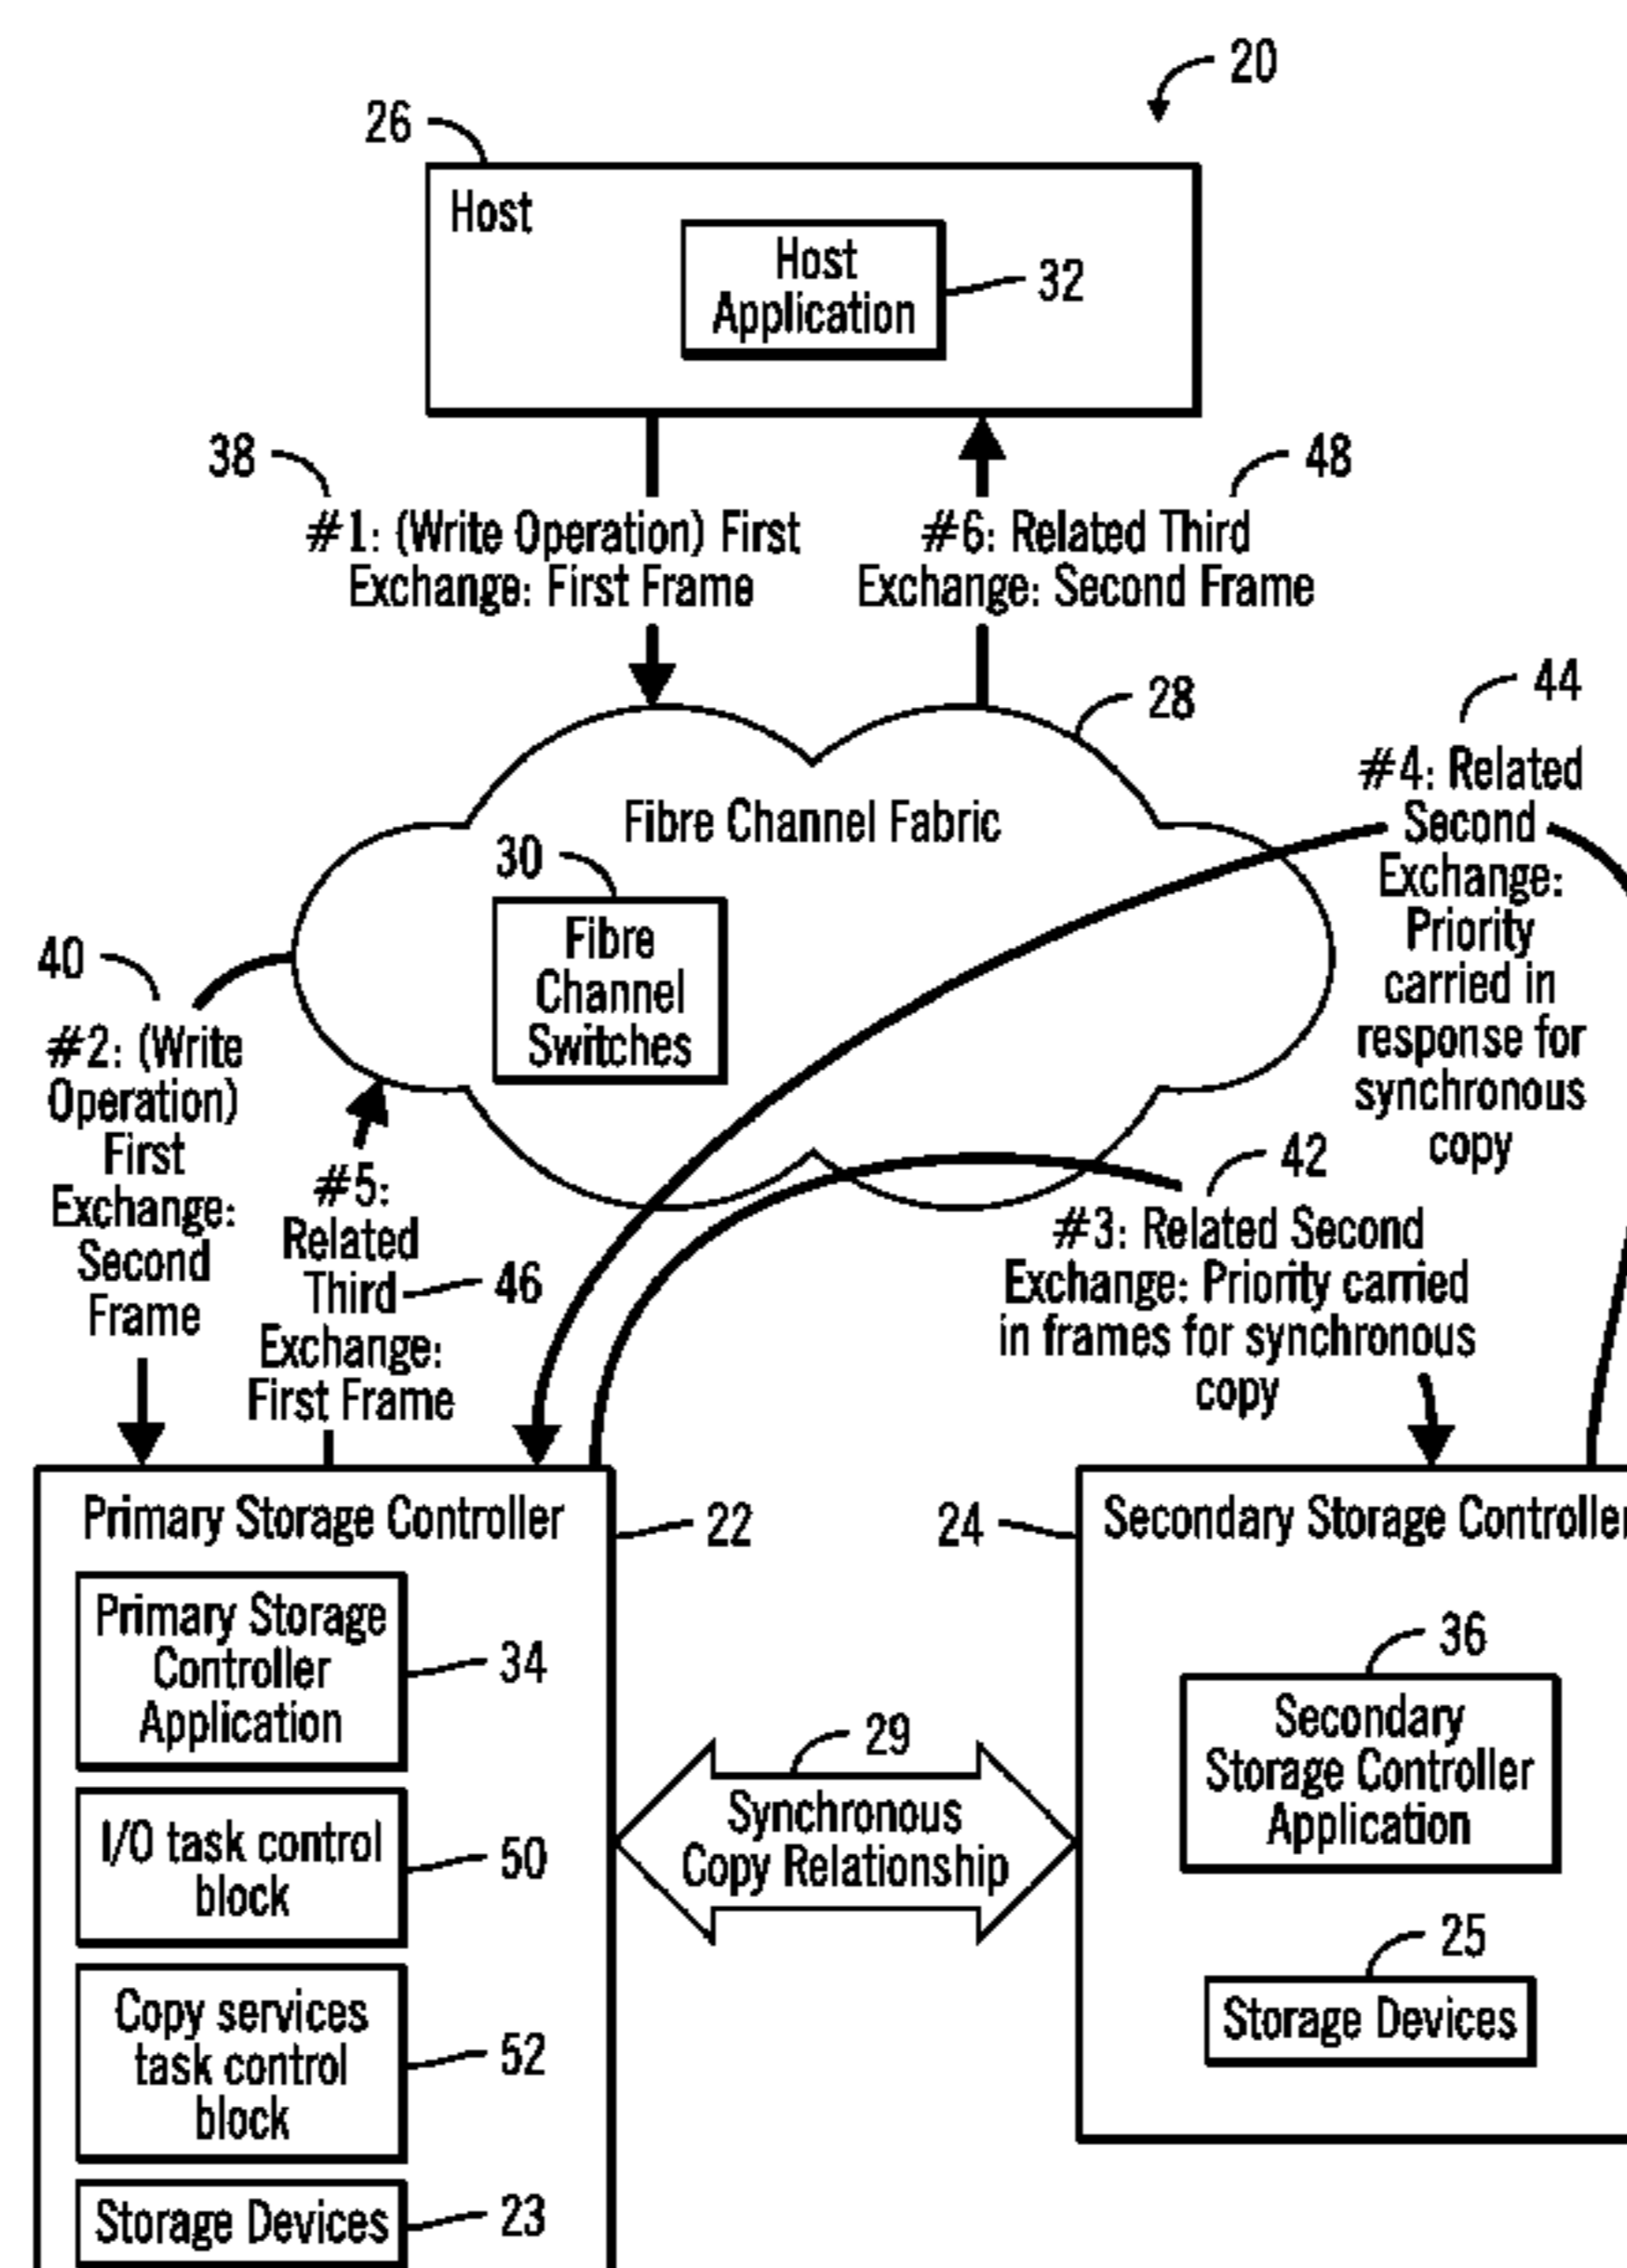 20
26
Host
Host
Application
32
38
48
#1: (Write Operation) First
Exchange: First Frame
#6: Related Third
Exchange: Second Frame
28
44
#4: Related
Second
Exchange:
Priority
carried in
response for
synchronous
copy
Fibre Channel Fabric
30
Fibre
Channel
Switches
40
#2: (Write
Operation)
First
Exchange:
Second
Frame
#5:
Related
Third
Exchange:
First Frame
46
42
#3: Related Second
Exchange: Priority carried
in frames for synchronous
copy
Primary Storage Controller
22
24
Secondary Storage Controller
Primary Storage
Controller
Application
34
I/O task control
block
50
Copy services
task control
block
52
Storage Devices
23
29
Synchronous
Copy Relationship
36
Secondary
Storage Controller
Application
25
Storage Devices